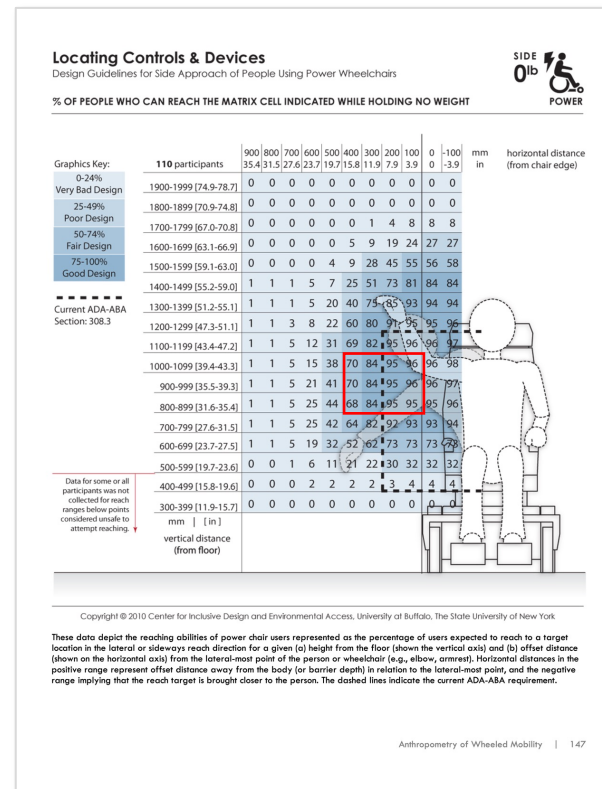 Locating Controls & Devices
Design Guidelines for Side Approach of People Using Power Wheelchairs
SIDE
0lb
POWER
% OF PEOPLE WHO CAN REACH THE MATRIX CELL INDICATED WHILE HOLDING NO WEIGHT
Graphics Key:
0-24%
Very Bad Design
25-49%
Poor Design
50-74%
Fair Design
75-100%
Good Design
Current ADA-ABA
Section: 308.3
Data for some or all
participants was not
collected for reach
ranges below points
considered unsafe to
attempt reaching.
900 800 700 600 500 400 300 200 100 0 -100 mm horizontal distance
110 participants 35.4 31.5 27.6 23.7 19.7 15.8 11.9 7.9 3.9 0 -3.9 in (from chair edge)
1900-1999 [74.9-78.7] 0 0 0 0 0 0 0 0 0 0 0
1800-1899 [70.9-74.8] 0 0 0 0 0 0 0 0 0 0 0
1700-1799 [67.0-70.8] 0 0 0 0 0 0 1 4 8 8 8
1600-1699 [63.1-66.9] 0 0 0 0 0 5 9 19 24 27 27
1500-1599 [59.1-63.0] 0 0 0 0 4 9 28 45 55 56 58
1400-1499 [55.2-59.0] 1 1 1 5 7 25 51 73 81 84 84
1300-1399 [51.2-55.1] 1 1 1 5 20 40 75 85 93 94 94
1200-1299 [47.3-51.1] 1 1 3 8 22 60 80 91 95 95 96
1100-1199 [43.4-47.2] 1 1 5 12 31 69 82 95 96 96 97
1000-1099 [39.4-43.3] 1 1 5 15 38 70 84 95 96 96 98
900-999 [35.5-39.3] 1 1 5 21 41 70 84 95 96 96 97
800-899 [31.6-35.4] 1 1 5 25 44 68 84 95 95 95 96
700-799 [27.6-31.5] 1 1 5 25 42 64 82 92 93 93 94
600-699 [23.7-27.5] 1 1 5 19 32 52 62 73 73 73 73
500-599 [19.7-23.6] 0 0 1 6 11 21 22 30 32 32 32
400-499 [15.8-19.6] 0 0 0 2 2 2 2 3 4 4 4
300-399 [11.9-15.7] 0 0 0 0 0 0 0 0 0 0 0
mm | [in]
vertical distance
(from floor)
Copyright © 2010 Center for Inclusive Design and Environmental Access, University at Buffalo, The State University of New York
These data depict the reaching abilities of power chair users represented as the percentage of users expected to reach to a target
location in the lateral or sideways reach direction for a given (a) height from the floor (shown the vertical axis) and (b) offset distance
(shown on the horizontal axis) from the lateral-most point of the person or wheelchair (e.g., elbow, armrest). Horizontal distances in the
positive range represent offset distance away from the body (or barrier depth) in relation to the lateral-most point, and the negative
range implying that the reach target is brought closer to the person. The dashed lines indicate the current ADA-ABA requirement.
Anthropometry of Wheeled Mobility | 147